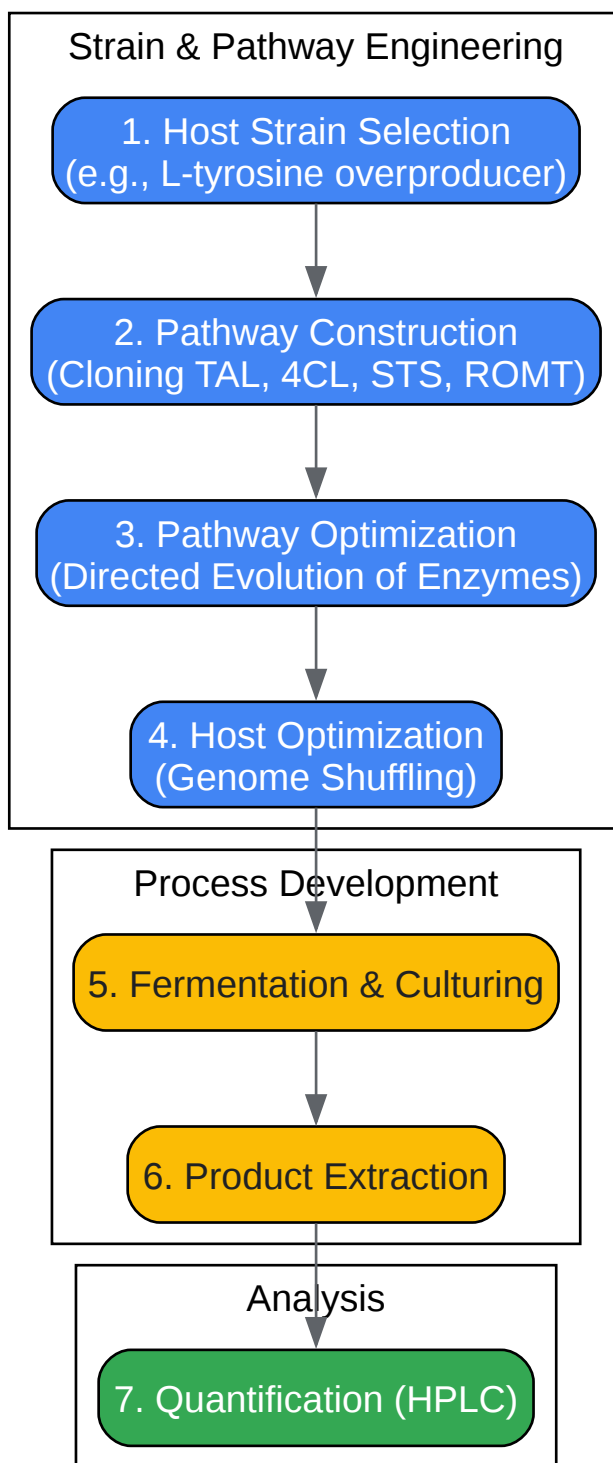 Strain & Pathway Engineering
1. Host Strain Selection
(e.g., L-tyrosine overproducer)
2. Pathway Construction
(Cloning TAL, 4CL, STS, ROMT)
3. Pathway Optimization
(Directed Evolution of Enzymes)
4. Host Optimization
(Genome Shuffling)
Process Development
5. Fermentation & Culturing
6. Product Extraction
Analysis
7. Quantification (HPLC)